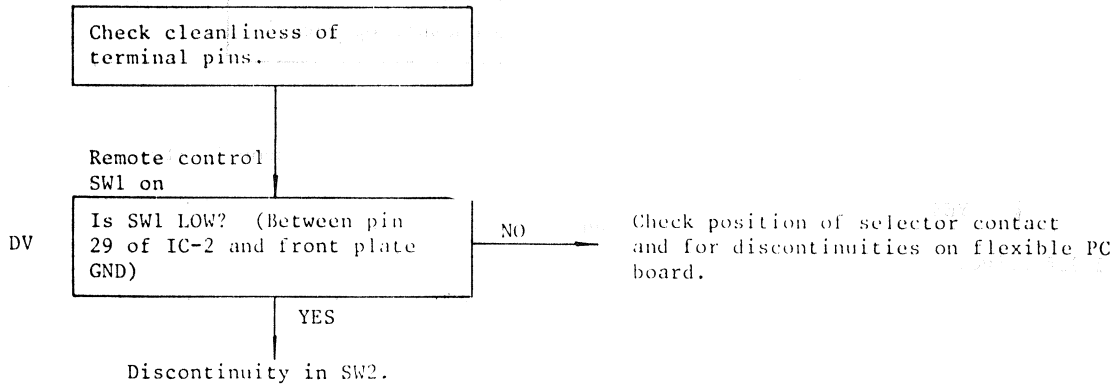 Check cleanliness of
terminal pins.
Remote control
SW1 on
DV
Is SW1 LOW? (Between pin
29 of IC-2 and front plate
GND)
NO
Check position of selector contact
and for discontinuities on flexible PC
board.
YES
Discontinuity in SW2.